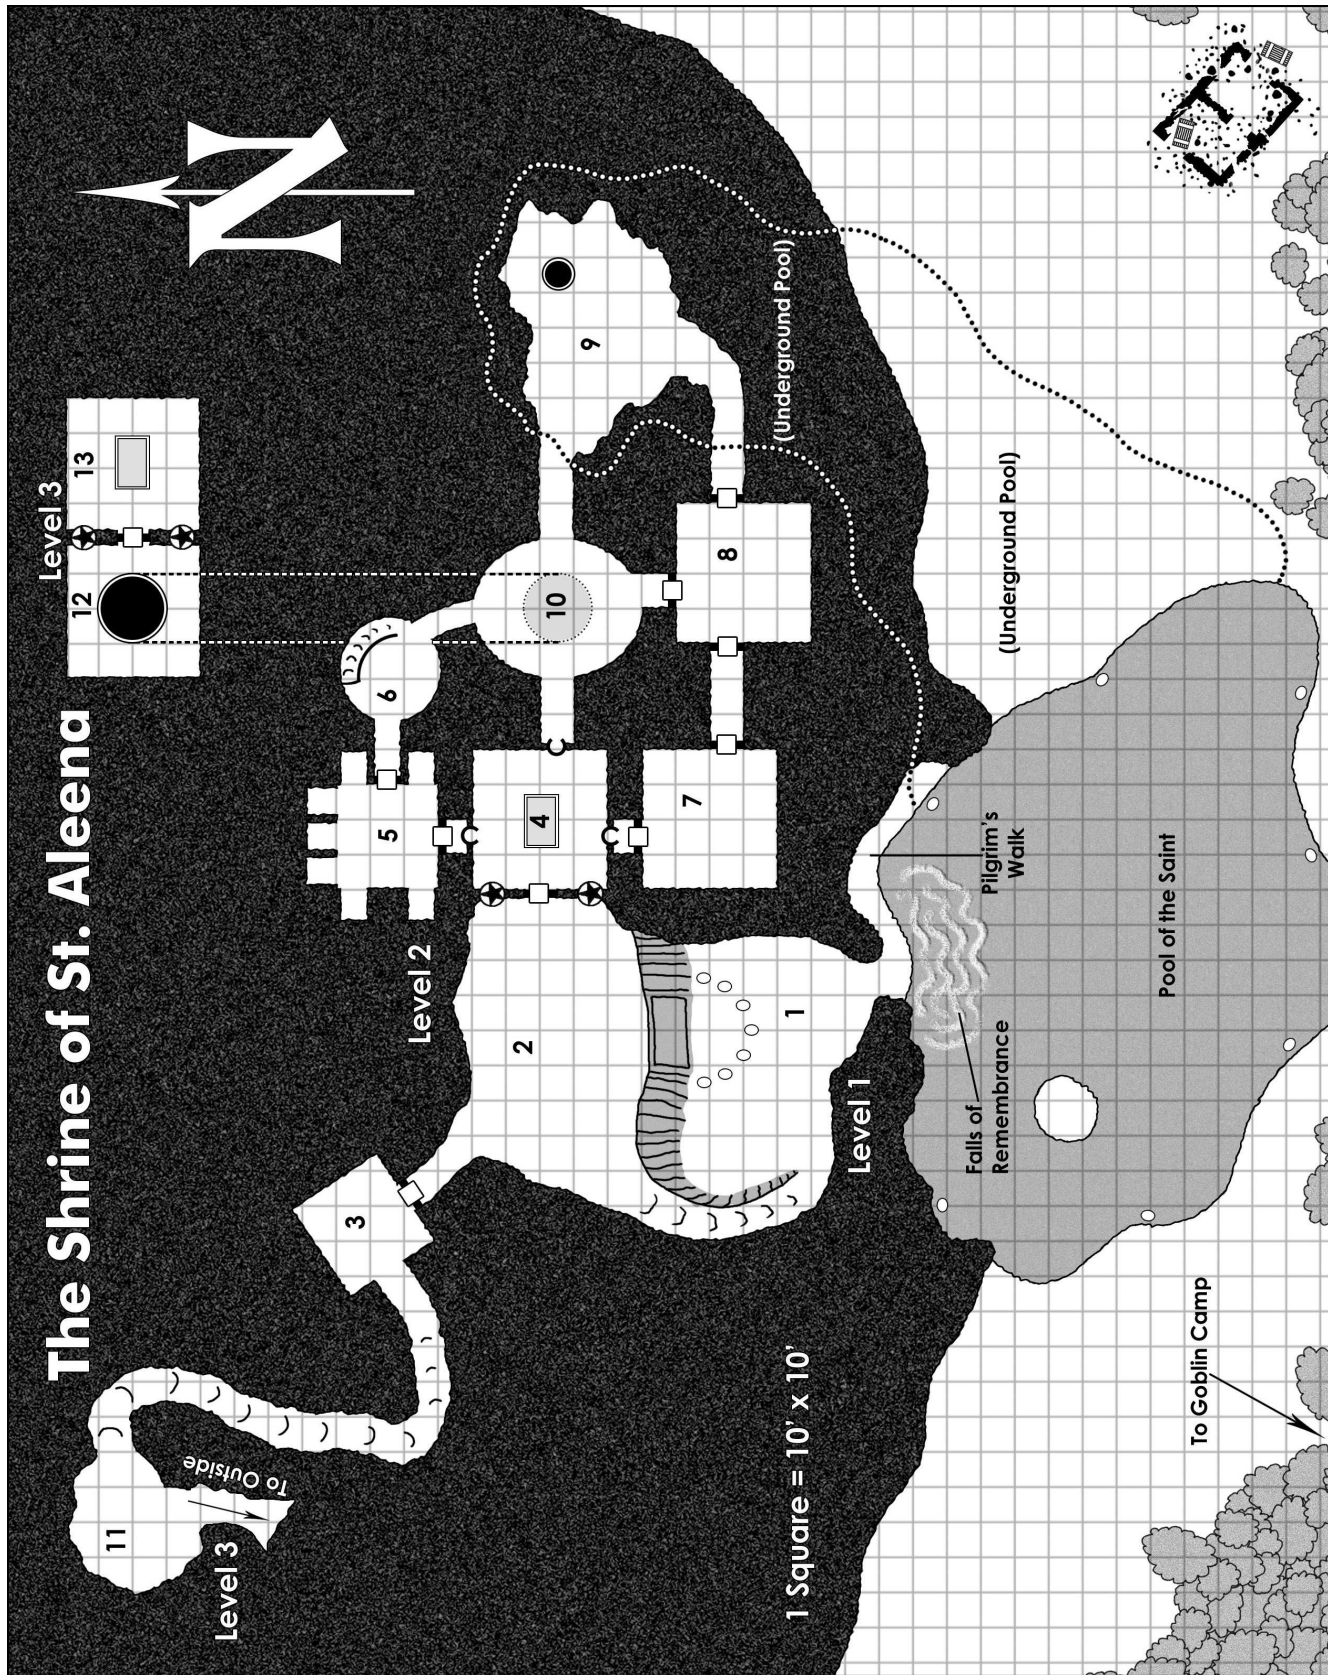 The Shrine of St. Aleena
N
Level 3
12
13
11
To Outside
Level 3
3
Level 2
5
6
2
4
10
9
7
8
1
Level 1
1 Square = 10' x 10'
(Underground Pool)
(Underground Pool)
Pilgrim's
Walk
Falls of
Remembrance
Pool of the Saint
To Goblin Camp